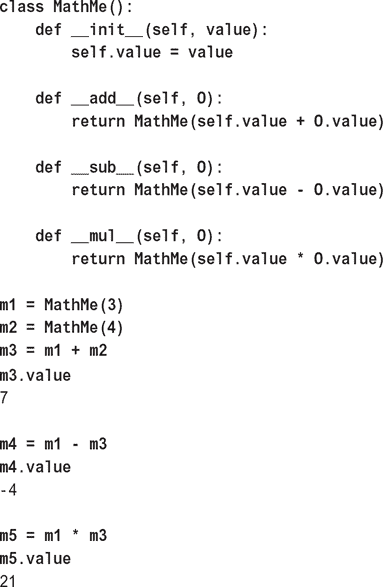 class MathMe():
    def __init__(self, value):
        self.value = value

    def __add__(self, O):
        return MathMe(self.value + O.value)

    def __sub__(self, O):
        return MathMe(self.value - O.value)

    def __mul__(self, O):
        return MathMe(self.value * O.value)

m1 = MathMe(3)
m2 = MathMe(4)
m3 = m1 + m2
m3.value
7

m4 = m1 - m3
m4.value
-4

m5 = m1 * m3
m5.value
21